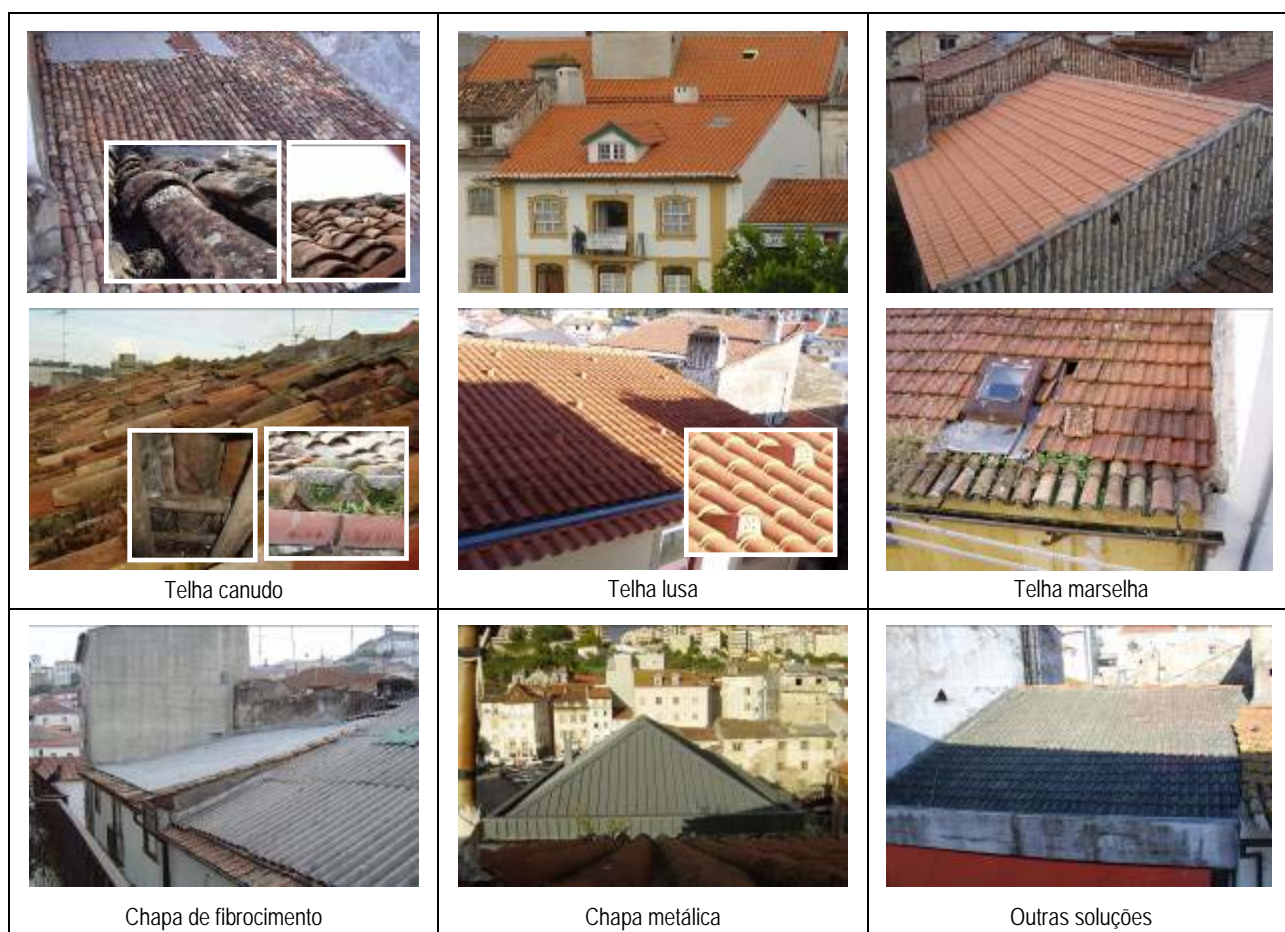 Telha canudo
Telha lusa
Telha marselha
Chapa de fibrocimento
Chapa metálica
Outras soluções